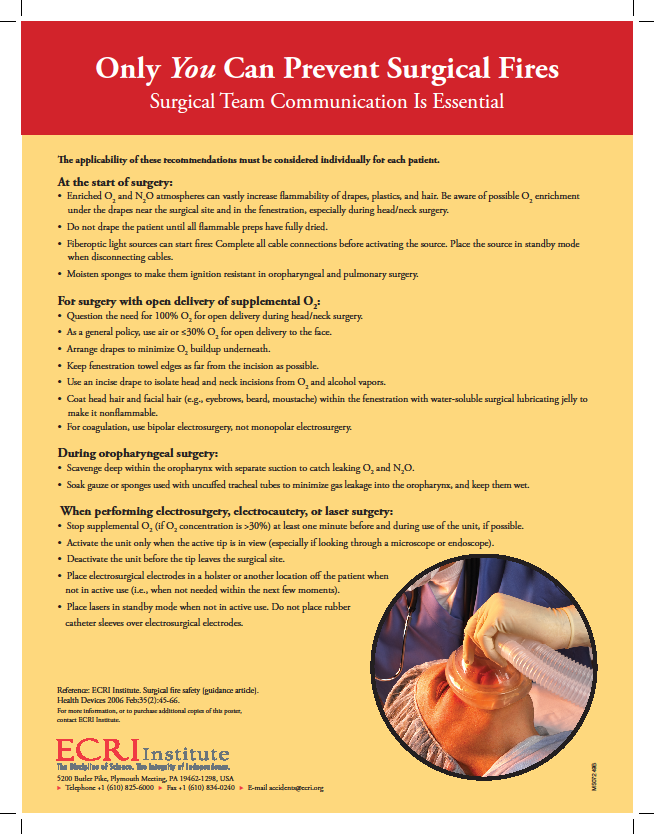 Only You Can Prevent Surgical Fires
Surgical Team Communication Is Essential
The applicability of these recommendations must be considered individually for each patient.
At the start of surgery:
• Enriched O2 and N2O atmospheres can vastly increase flammability of drapes, plastics, and hair. Be aware of possible O2 enrichment
under the drapes near the surgical site and in the fenestration, especially during head/neck surgery.
• Do not drape the patient until all flammable preps have fully dried.
• Fiberoptic light sources can start fires: Complete all cable connections before activating the source. Place the source in standby mode
when disconnecting cables.
• Moisten sponges to make them ignition resistant in oropharyngeal and pulmonary surgery.
For surgery with open delivery of supplemental O2:
• Question the need for 100% O2 for open delivery during head/neck surgery.
• As a general policy, use air or ≤30% O2 for open delivery to the face.
• Arrange drapes to minimize O2 buildup underneath.
• Keep fenestration towel edges as far from the incision as possible.
• Use an incise drape to isolate head and neck incisions from O2 and alcohol vapors.
• Coat head hair and facial hair (e.g., eyebrows, beard, moustache) within the fenestration with water-soluble surgical lubricating jelly to
make it nonflammable.
• For coagulation, use bipolar electrosurgery, not monopolar electrosurgery.
During oropharyngeal surgery:
• Scavenge deep within the oropharynx with separate suction to catch leaking O2 and N2O.
• Soak gauze or sponges used with uncuffed tracheal tubes to minimize gas leakage into the oropharynx, and keep them wet.
When performing electrosurgery, electrocautery, or laser surgery:
• Stop supplemental O2 (if O2 concentration is >30%) at least one minute before and during use of the unit, if possible.
• Activate the unit only when the active tip is in view (especially if looking through a microscope or endoscope).
• Deactivate the unit before the tip leaves the surgical site.
• Place electrosurgical electrodes in a holster or another location off the patient when
not in active use (i.e., when not needed within the next few moments).
• Place lasers in standby mode when not in active use. Do not place rubber
catheter sleeves over electrosurgical electrodes.
Reference: ECRI Institute. Surgical fire safety (guidance article).
Health Devices 2006 Feb;35(2):45-66.
For more information, or to purchase additional copies of this poster,
contact ECRI Institute.
ECRI Institute
The Discipline of Science. The Integrity of Independence.
5200 Butler Pike, Plymouth Meeting, PA 19462-1298, USA
▸ Telephone +1 (610) 825-6000 ▸ Fax +1 (610) 834-0240 ▸ E-mail accidents@ecri.org